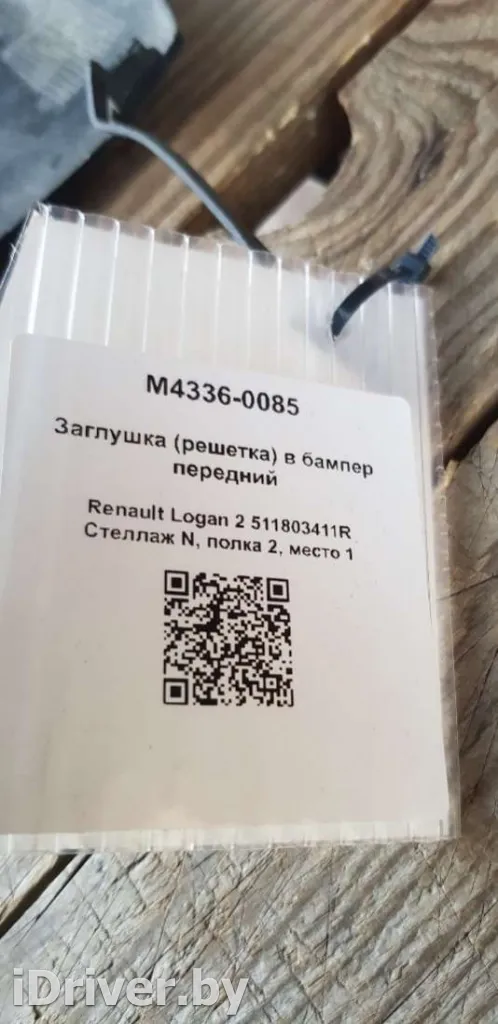 M4336-0085
Заглушка (решетка) в бампер
передний
Renault Logan 2 511803411R
Стеллаж N, полка 2, место 1
iDriver.by